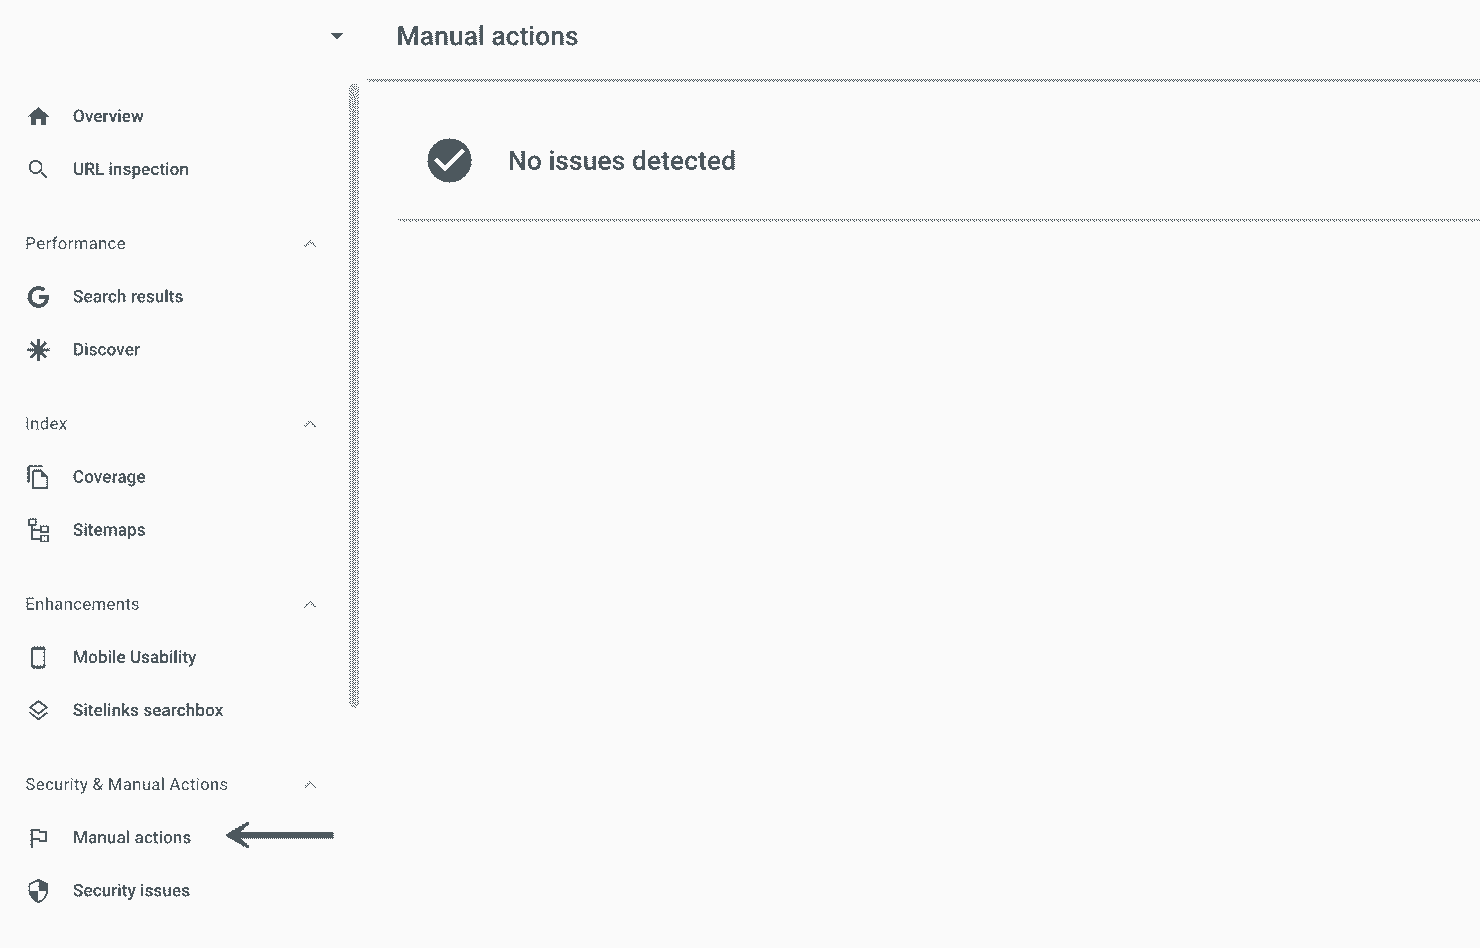 Manual actions
Overview
URL inspection
Performance
Search results
Discover
Index
Coverage
Sitemaps
Enhancements
Mobile Usability
Sitelinks searchbox
Security & Manual Actions
Manual actions
Security issues
No issues detected